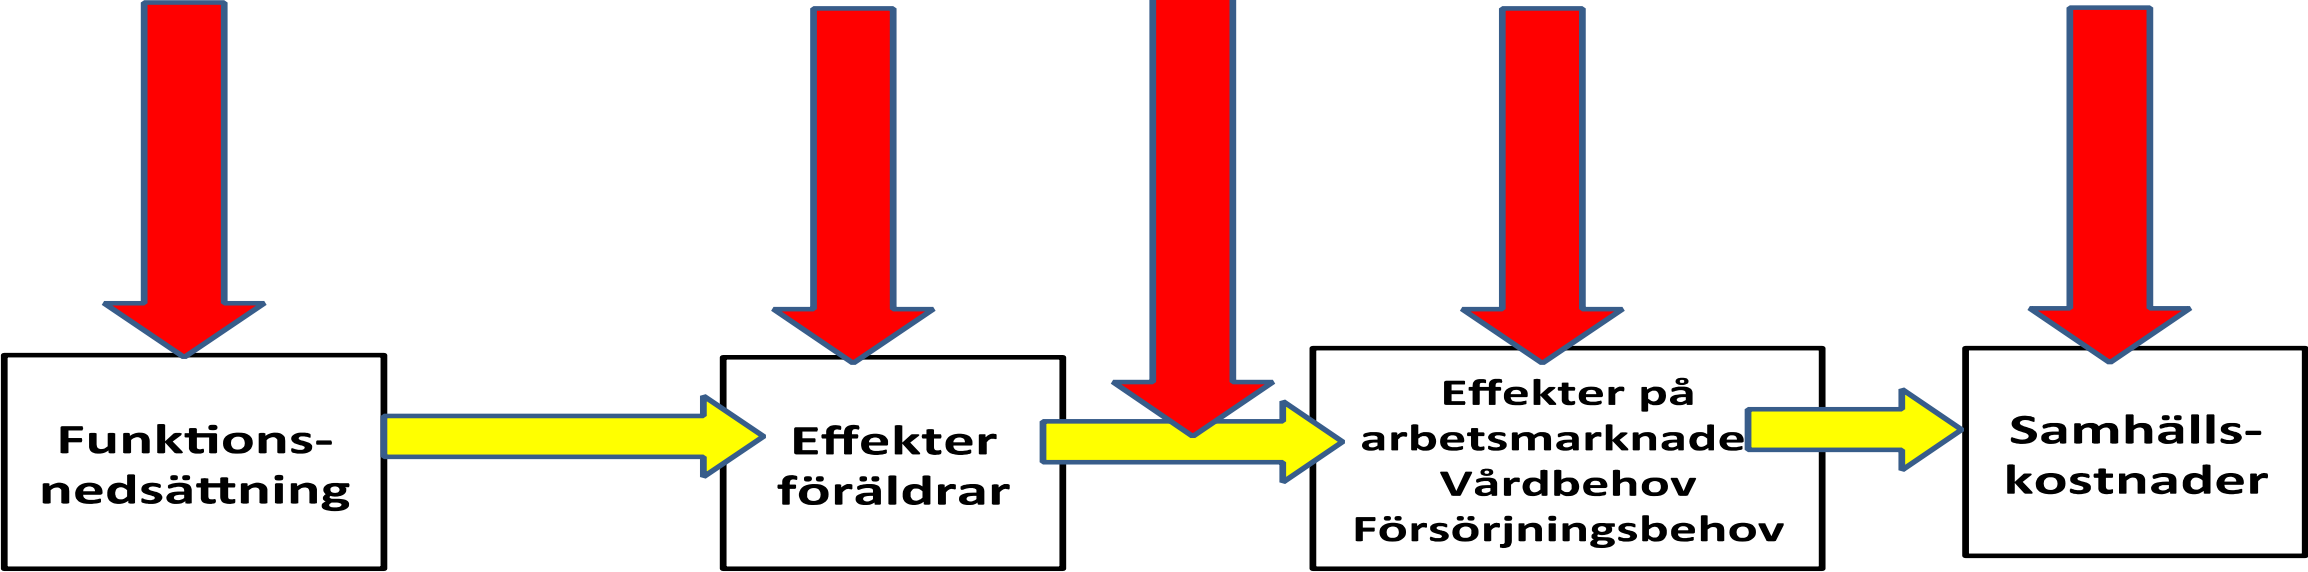 Funktions-
nedsättning
Effekter
föräldrar
Effekter på
arbetsmarknade
Vårdbehov
Försörjningsbehov
Samhälls-
kostnader